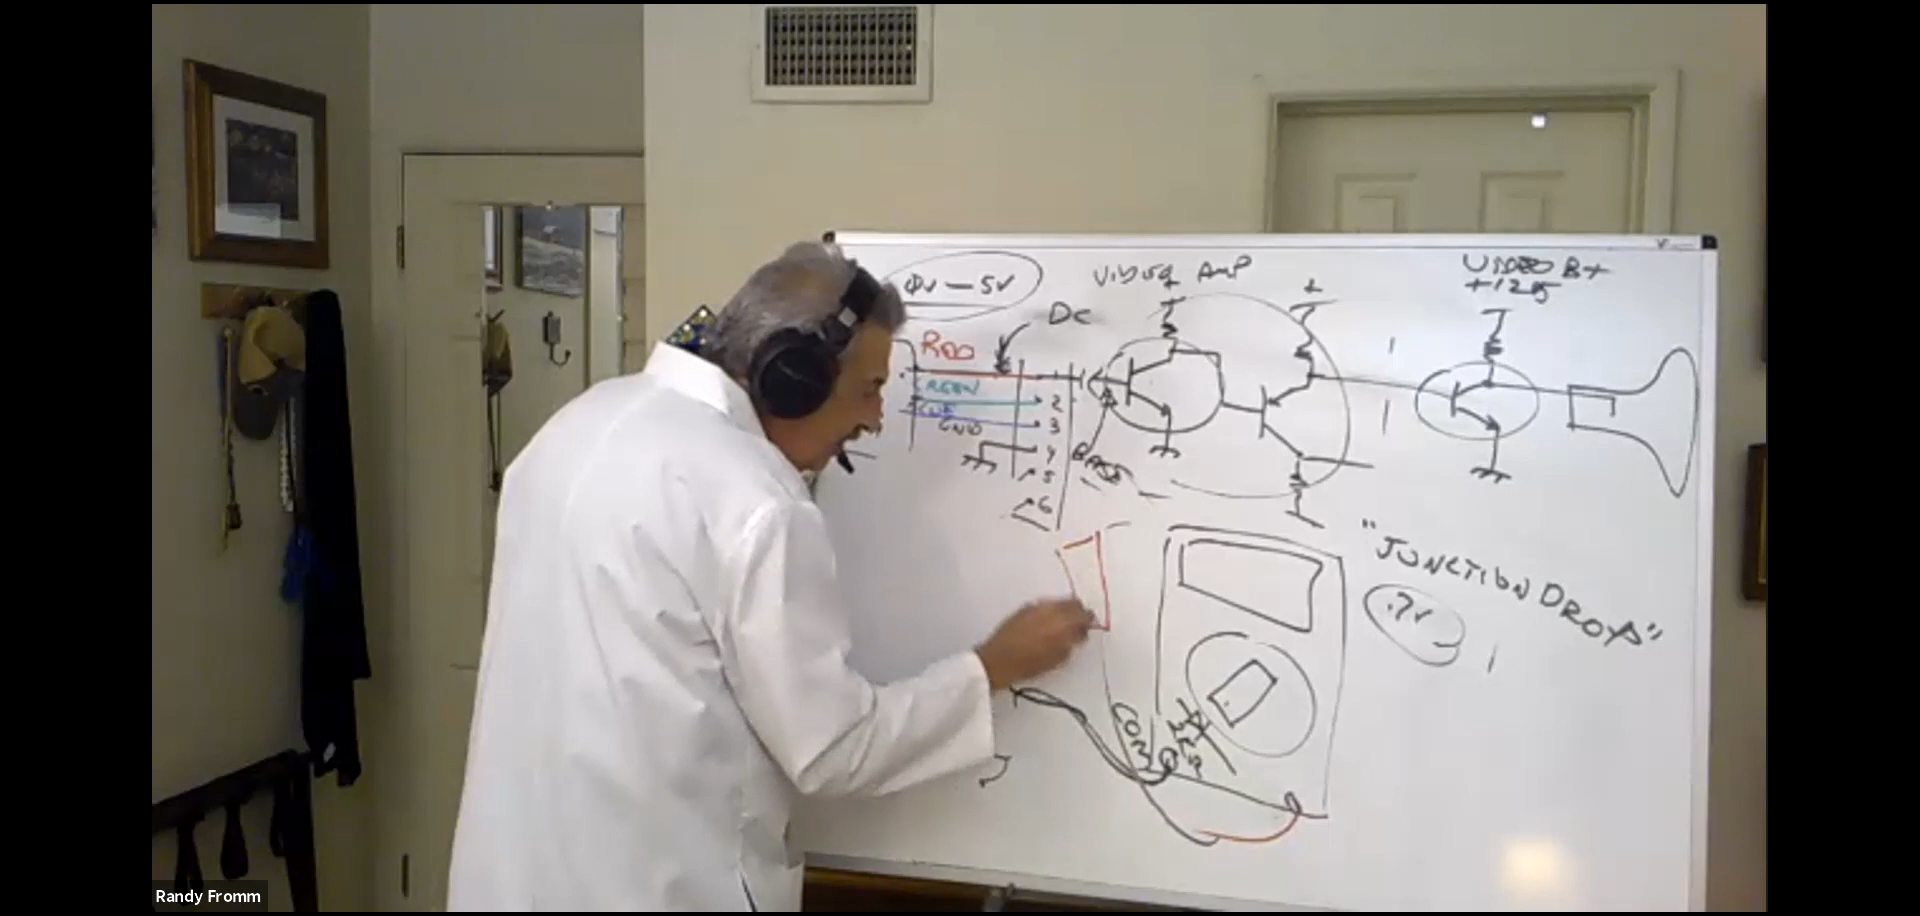 0V — 5V
VIDEO AMP
VIDEO B+
+125
DC
RED
GREEN
BLUE
GND
1
2
3
4
5
6
BASE
+
"JUNCTION DROP"
.7V
COM
Randy Fromm